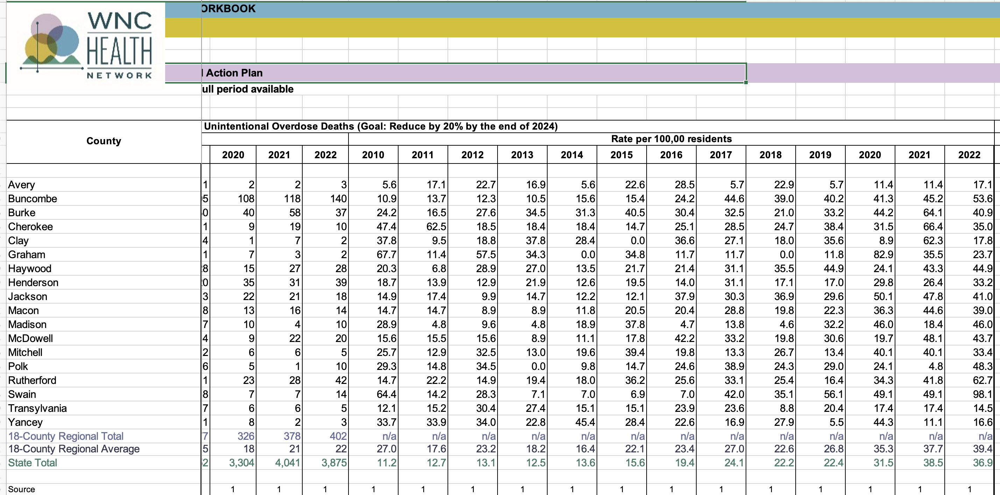 WNC
HEALTH
NETWORK
ORKBOOK
Action Plan
ull period available
Unintentional Overdose Deaths (Goal: Reduce by 20% by the end of 2024)
County
Rate per 100,00 residents
2020 2021 2022 2010 2011 2012 2013 2014 2015 2016 2017 2018 2019 2020 2021 2022
Avery 1 2 2 3 5.6 17.1 22.7 16.9 5.6 22.6 28.5 5.7 22.9 5.7 11.4 11.4 17.1
Buncombe 5 108 118 140 10.9 13.7 12.3 10.5 15.6 15.4 24.2 44.6 39.0 40.2 41.3 45.2 53.6
Burke 0 40 58 37 24.2 16.5 27.6 34.5 31.3 40.5 30.4 32.5 21.0 33.2 44.2 64.1 40.9
Cherokee 1 9 19 10 47.4 62.5 18.5 18.4 18.4 14.7 25.1 28.5 24.7 38.4 31.5 66.4 35.0
Clay 4 1 7 2 37.8 9.5 18.8 37.8 28.4 0.0 36.6 27.1 18.0 35.6 8.9 62.3 17.8
Graham 1 7 3 2 67.7 11.4 57.5 34.3 0.0 34.8 11.7 11.7 0.0 11.8 82.9 35.5 23.7
Haywood 8 15 27 28 20.3 6.8 28.9 27.0 13.5 21.7 21.4 31.1 35.5 44.9 24.1 43.3 44.9
Henderson 0 35 31 39 18.7 13.9 12.9 21.9 12.6 19.5 14.0 31.1 17.1 17.0 29.8 26.4 33.2
Jackson 3 22 21 18 14.9 17.4 9.9 14.7 12.2 12.1 37.9 30.3 36.9 29.6 50.1 47.8 41.0
Macon 8 13 16 14 14.7 14.7 8.9 8.9 11.8 20.5 20.4 28.8 19.8 22.3 36.3 44.6 39.0
Madison 7 10 4 10 28.9 4.8 9.6 4.8 18.9 37.8 4.7 13.8 4.6 32.2 46.0 18.4 46.0
McDowell 4 9 22 20 15.6 15.5 15.6 8.9 11.1 17.8 42.2 33.2 19.8 30.6 19.7 48.1 43.7
Mitchell 2 6 6 5 25.7 12.9 32.5 13.0 19.6 39.4 19.8 13.3 26.7 13.4 40.1 40.1 33.4
Polk 6 5 1 10 29.3 14.8 34.5 0.0 9.8 14.7 24.6 38.9 24.3 29.0 24.1 4.8 48.3
Rutherford 1 23 28 42 14.7 22.2 14.9 19.4 18.0 36.2 25.6 33.1 25.4 16.4 34.3 41.8 62.7
Swain 8 7 7 14 64.4 14.2 28.3 7.1 7.0 6.9 7.0 42.0 35.1 56.1 49.1 49.1 98.1
Transylvania 7 6 6 5 12.1 15.2 30.4 27.4 15.1 15.1 23.9 23.6 8.8 20.4 17.4 17.4 14.5
Yancey 1 8 2 3 33.7 33.9 34.0 22.8 45.4 28.4 22.6 16.9 27.9 5.5 44.3 11.1 16.6
18-County Regional Total 7 326 378 402 n/a n/a n/a n/a n/a n/a n/a n/a n/a n/a n/a n/a n/a
18-County Regional Average 5 18 21 22 27.0 17.6 23.2 18.2 16.4 22.1 23.4 27.0 22.6 26.8 35.3 37.7 39.4
State Total 2 3,304 4,041 3,875 11.2 12.7 13.1 12.5 13.6 15.6 19.4 24.1 22.2 22.4 31.5 38.5 36.9
Source 1 1 1 1 1 1 1 1 1 1 1 1 1 1 1 1